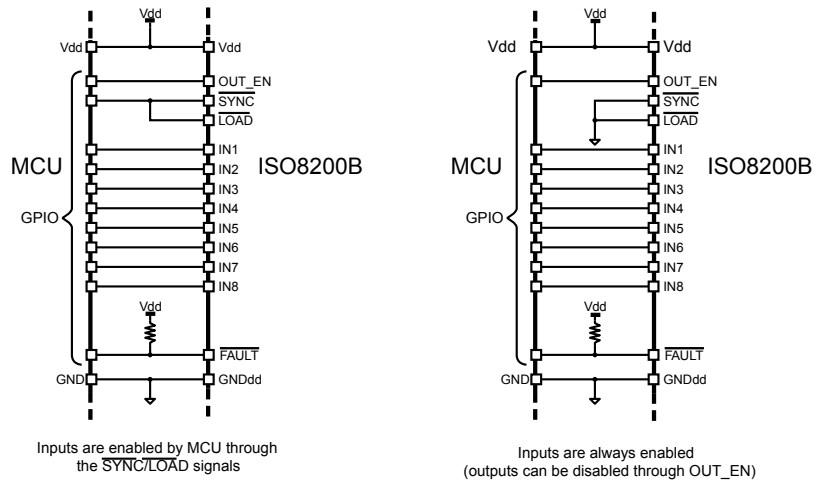 Vdd
Vdd
Vdd
OUT_EN
SYNC
LOAD
IN1
IN2
IN3
IN4
IN5
IN6
IN7
IN8
MCU
ISO8200B
GPIO
Vdd
FAULT
GND
GNDdd
Inputs are enabled by MCU through
the SYNC/LOAD signals
Vdd
Vdd
Vdd
OUT_EN
SYNC
LOAD
IN1
IN2
IN3
IN4
IN5
IN6
IN7
IN8
MCU
ISO8200B
GPIO
Vdd
FAULT
GND
GNDdd
Inputs are always enabled
(outputs can be disabled through OUT_EN)